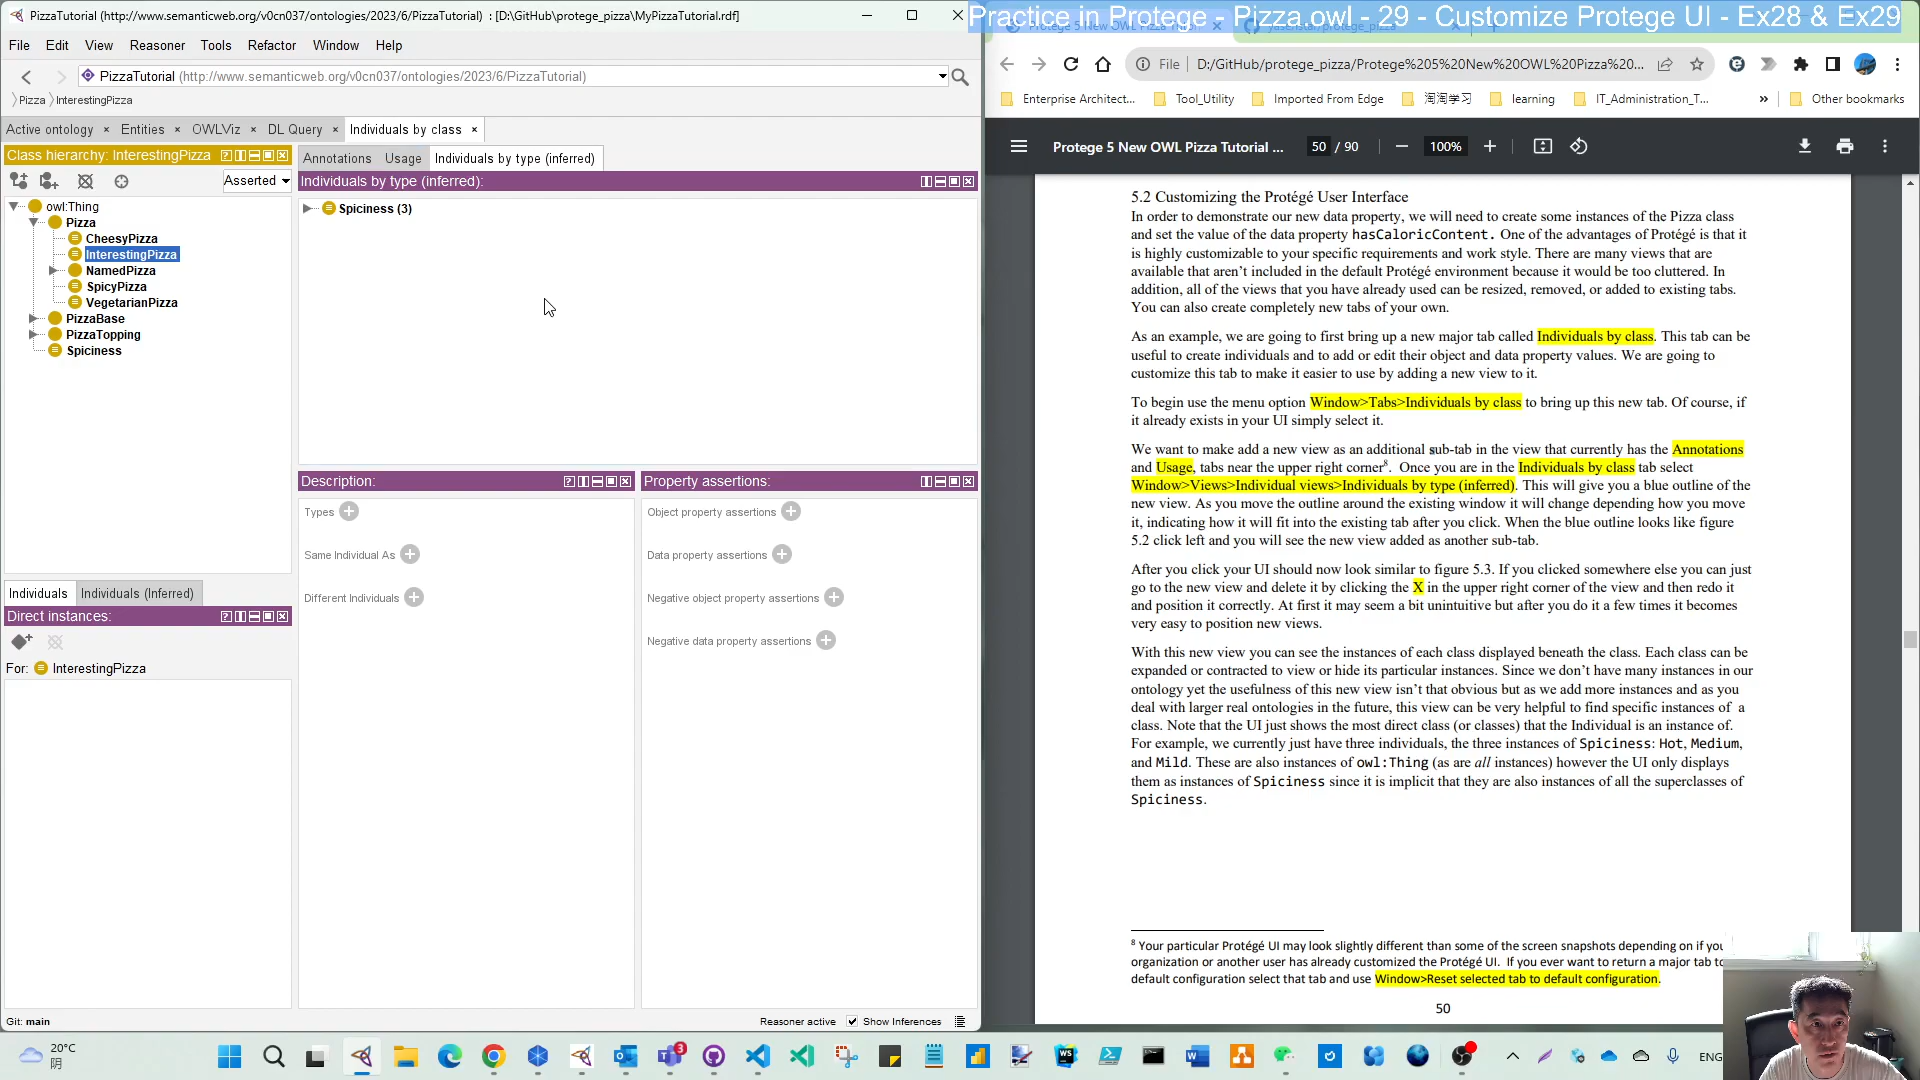 PizzaTutorial (http://www.semanticweb.org/v0cn037/ontologies/2023/6/PizzaTutorial) : [D:\GitHub\protege_pizza\MyPizzaTutorial.rdf]
File Edit View Reasoner Tools Refactor Window Help
PizzaTutorial (http://www.semanticweb.org/v0cn037/ontologies/2023/6/PizzaTutorial)
Pizza InterestingPizza
Active ontology × Entities × OWLViz × DL Query × Individuals by class ×
Class hierarchy: InterestingPizza
Asserted
owl:Thing
Pizza
CheesyPizza
InterestingPizza
NamedPizza
SpicyPizza
VegetarianPizza
PizzaBase
PizzaTopping
Spiciness
Annotations Usage Individuals by type (inferred)
Individuals by type (inferred):
Spiciness (3)
Individuals Individuals (Inferred)
Direct instances:
For: InterestingPizza
Description:
Types
Same Individual As
Different Individuals
Property assertions:
Object property assertions
Data property assertions
Negative object property assertions
Negative data property assertions
Git: main
Reasoner active Show Inferences
Practice in Protege - Pizza.owl - 29 - Customize Protege UI - Ex28 & Ex29
File D:/GitHub/protege_pizza/Protege%205%20New%20OWL%20Pizza%20...
Enterprise Architect... Tool_Utility Imported From Edge 淘淘学习 learning IT_Administration_T... » Other bookmarks
Protege 5 New OWL Pizza Tutorial ... 50 / 90 100%
5.2 Customizing the Protégé User Interface
In order to demonstrate our new data property, we will need to create some instances of the Pizza class
and set the value of the data property hasCaloricContent. One of the advantages of Protégé is that it
is highly customizable to your specific requirements and work style. There are many views that are
available that aren't included in the default Protégé environment because it would be too cluttered. In
addition, all of the views that you have already used can be resized, removed, or added to existing tabs.
You can also create completely new tabs of your own.
As an example, we are going to first bring up a new major tab called Individuals by class. This tab can be
useful to create individuals and to add or edit their object and data property values. We are going to
customize this tab to make it easier to use by adding a new view to it.
To begin use the menu option Window>Tabs>Individuals by class to bring up this new tab. Of course, if
it already exists in your UI simply select it.
We want to make add a new view as an additional sub-tab in the view that currently has the Annotations
and Usage, tabs near the upper right corner8. Once you are in the Individuals by class tab select
Window>Views>Individual views>Individuals by type (inferred). This will give you a blue outline of the
new view. As you move the outline around the existing window it will change depending how you move
it, indicating how it will fit into the existing tab after you click. When the blue outline looks like figure
5.2 click left and you will see the new view added as another sub-tab.
After you click your UI should now look similar to figure 5.3. If you clicked somewhere else you can just
go to the new view and delete it by clicking the X in the upper right corner of the view and then redo it
and position it correctly. At first it may seem a bit unintuitive but after you do it a few times it becomes
very easy to position new views.
With this new view you can see the instances of each class displayed beneath the class. Each class can be
expanded or contracted to view or hide its particular instances. Since we don't have many instances in our
ontology yet the usefulness of this new view isn't that obvious but as we add more instances and as you
deal with larger real ontologies in the future, this view can be very helpful to find specific instances of a
class. Note that the UI just shows the most direct class (or classes) that the Individual is an instance of.
For example, we currently just have three individuals, the three instances of Spiciness: Hot, Medium,
and Mild. These are also instances of owl:Thing (as are all instances) however the UI only displays
them as instances of Spiciness since it is implicit that they are also instances of all the superclasses of
Spiciness.
8 Your particular Protégé UI may look slightly different than some of the screen snapshots depending on if you
organization or another user has already customized the Protégé UI. If you ever want to return a major tab to
default configuration select that tab and use Window>Reset selected tab to default configuration.
50
20°C
阴
3
ENG